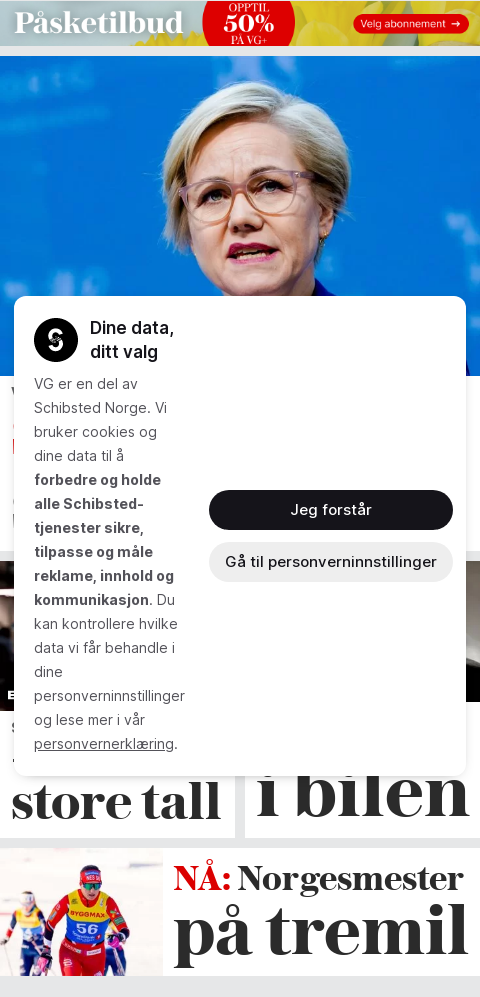 Påsketilbud
OPPTIL
50%
PÅ VG+
Velg abonnement →
Dine data,
ditt valg
VG er en del av
Schibsted Norge. Vi
bruker cookies og
dine data til å
forbedre og holde
alle Schibsted-
tjenester sikre,
tilpasse og måle
reklame, innhold og
kommunikasjon. Du
kan kontrollere hvilke
data vi får behandle i
dine
personverninnstillinger
og lese mer i vår
personvernerklæring.
Jeg forstår
Gå til personverninnstillinger
store tall
i bilen
BYGGMAX
56
NÅ: Norgesmester
på tremil